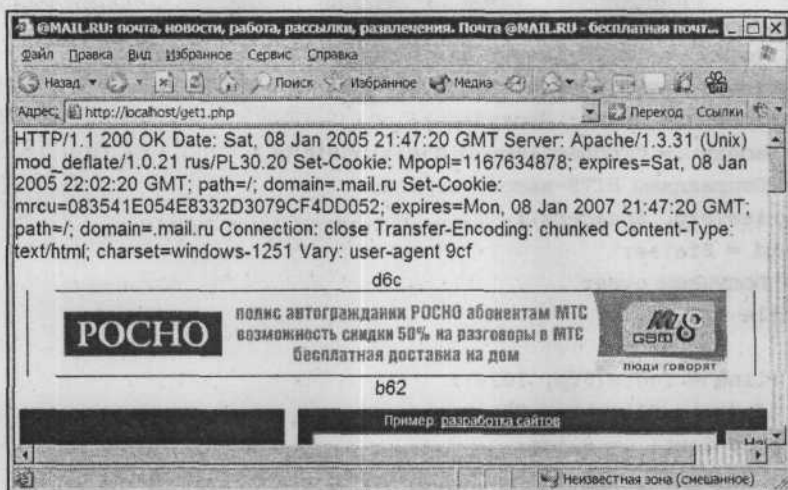 @MAIL.RU: почта, новости, работа, рассылки, развлечения. Почта @MAIL.RU - бесплатная почт...
Файл Правка Вид Избранное Сервис Справка
Назад Поиск Избранное Медиа
Адрес: http://localhost/get1.php Переход Ссылки
HTTP/1.1 200 OK Date: Sat, 08 Jan 2005 21:47:20 GMT Server: Apache/1.3.31 (Unix)
mod_deflate/1.0.21 rus/PL30.20 Set-Cookie: Mpopl=1167634878; expires=Sat, 08 Jan
2005 22:02:20 GMT; path=/; domain=.mail.ru Set-Cookie:
mrcu=083541E054E8332D3079CF4DD052; expires=Mon, 08 Jan 2007 21:47:20 GMT;
path=/; domain=.mail.ru Connection: close Transfer-Encoding: chunked Content-Type:
text/html; charset=windows-1251 Vary: user-agent 9cf
d6c
РОСНО
полис автограждании РОСНО абонентам МТС
возможность скидки 50% на разговоры в МТС
бесплатная доставка на дом
GSM
люди говорят
b62
Пример: разработка сайтов
Неизвестная зона (смешанное)